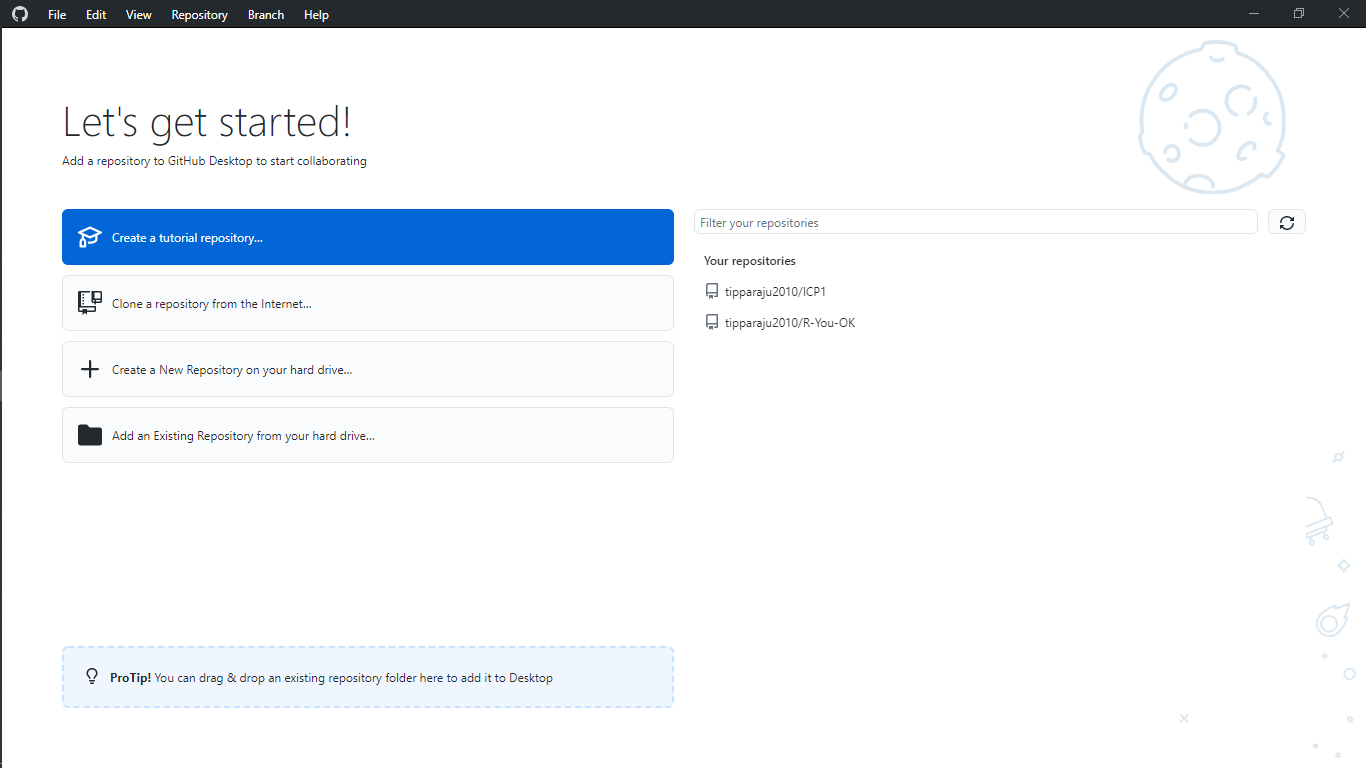 File Edit View Repository Branch Help
Let's get started!
Add a repository to GitHub Desktop to start collaborating
Create a tutorial repository...
Clone a repository from the Internet...
Create a New Repository on your hard drive...
Add an Existing Repository from your hard drive...
ProTip! You can drag & drop an existing repository folder here to add it to Desktop
Filter your repositories
Your repositories
tipparaju2010/ICP1
tipparaju2010/R-You-OK